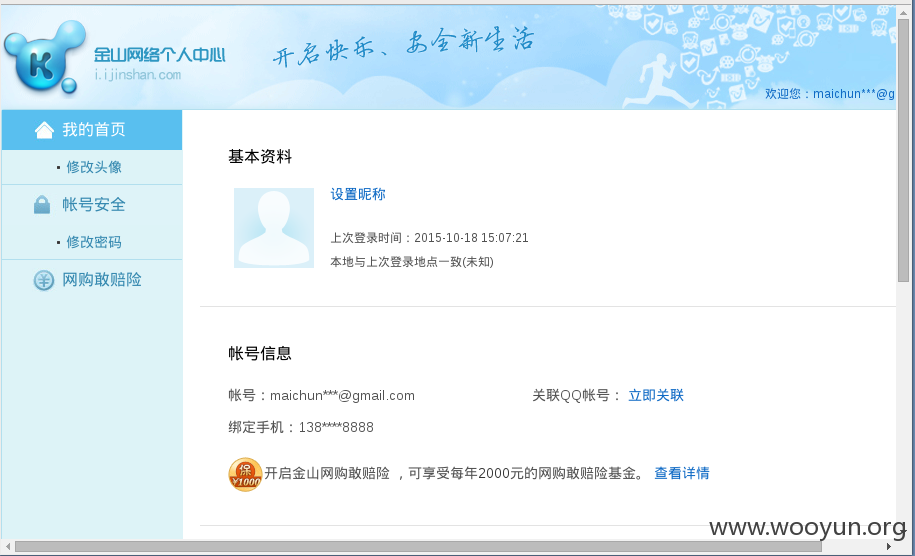 金山网络个人中心
i.ijinshan.com
开启快乐、安全新生活
欢迎您：maichun***@g
我的首页
· 修改头像
帐号安全
· 修改密码
网购敢赔险
基本资料
设置昵称
上次登录时间：2015-10-18 15:07:21
本地与上次登录地点一致(未知)
帐号信息
帐号：maichun***@gmail.com 关联QQ帐号： 立即关联
绑定手机：138****8888
保
¥1000
开启金山网购敢赔险 ，可享受每年2000元的网购敢赔险基金。 查看详情
www.wooyun.org